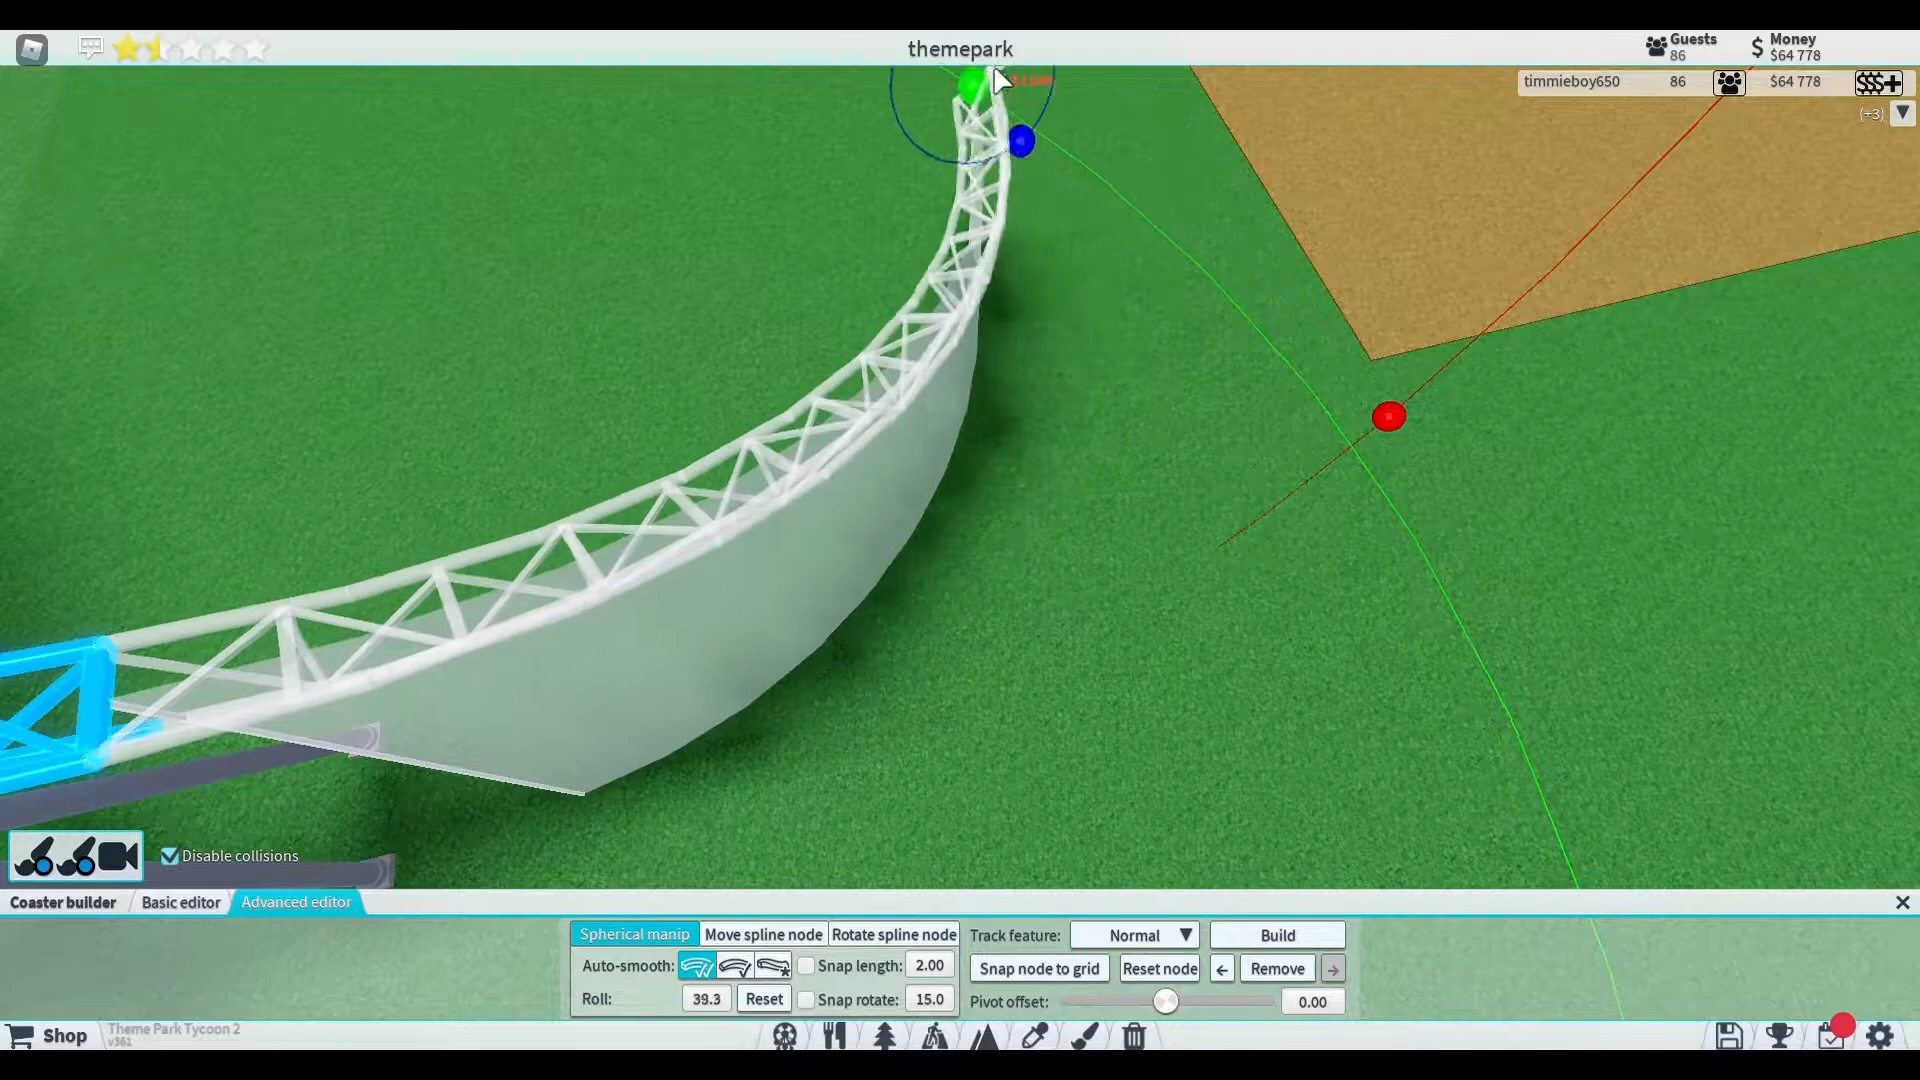 themepark
Guests
86
$ Money
$64 778
timmieboy650 86 $64 778 $$$+
(+3) ▼
Disable collisions
Coaster builder Basic editor Advanced editor
Spherical manip Move spline node Rotate spline node Track feature: Normal ▼ Build
Auto-smooth: Snap length: 2.00 Snap node to grid Reset node ← Remove →
Roll: 39.3 Reset Snap rotate: 15.0 Pivot offset: 0.00
Shop
Theme Park Tycoon 2
v361